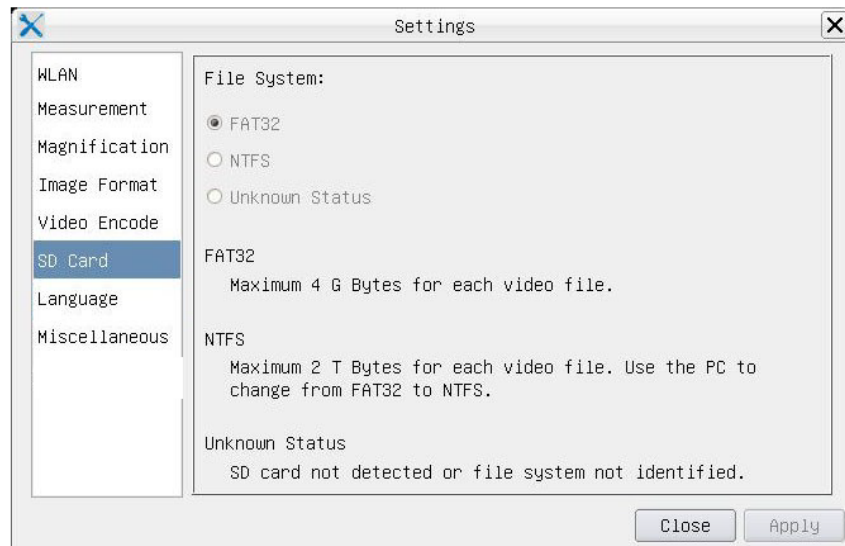 Settings
WLAN
Measurement
Magnification
Image Format
Video Encode
SD Card
Language
Miscellaneous
File System:
FAT32
NTFS
Unknown Status
FAT32
Maximum 4 G Bytes for each video file.
NTFS
Maximum 2 T Bytes for each video file. Use the PC to
change from FAT32 to NTFS.
Unknown Status
SD card not detected or file system not identified.
Close
Apply